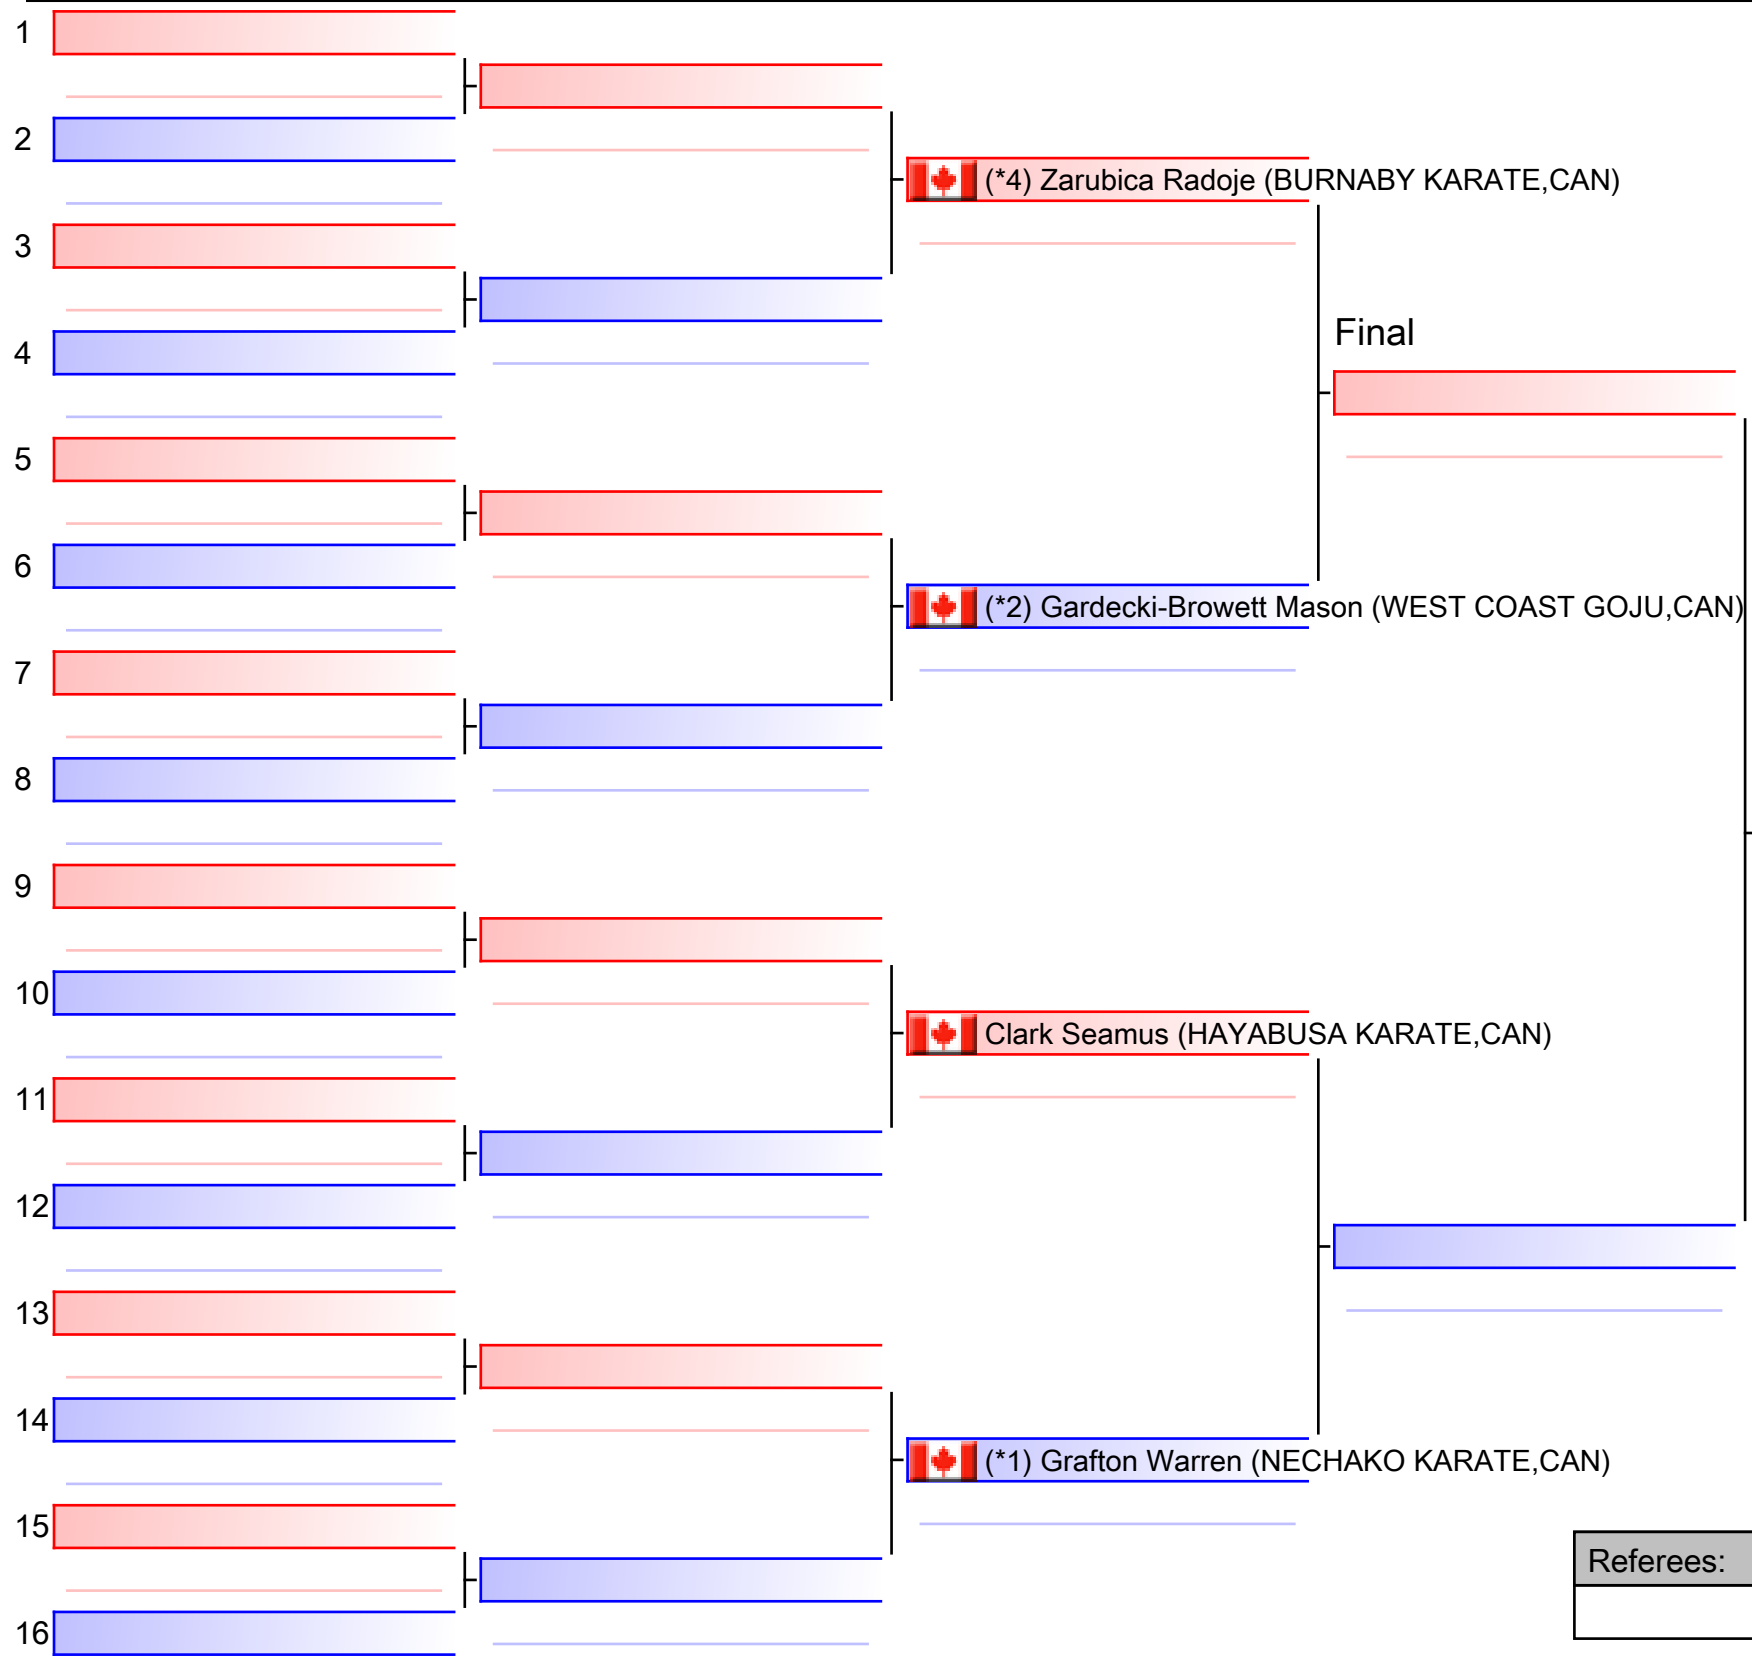 1
2
(*4) Zarubica Radoje (BURNABY KARATE,CAN)
3
Final
4
5
6
(*2) Gardecki-Browett Mason (WEST COAST GOJU,CAN)
7
8
9
10
Clark Seamus (HAYABUSA KARATE,CAN)
11
12
13
14
(*1) Grafton Warren (NECHAKO KARATE,CAN)
15
Referees:
16